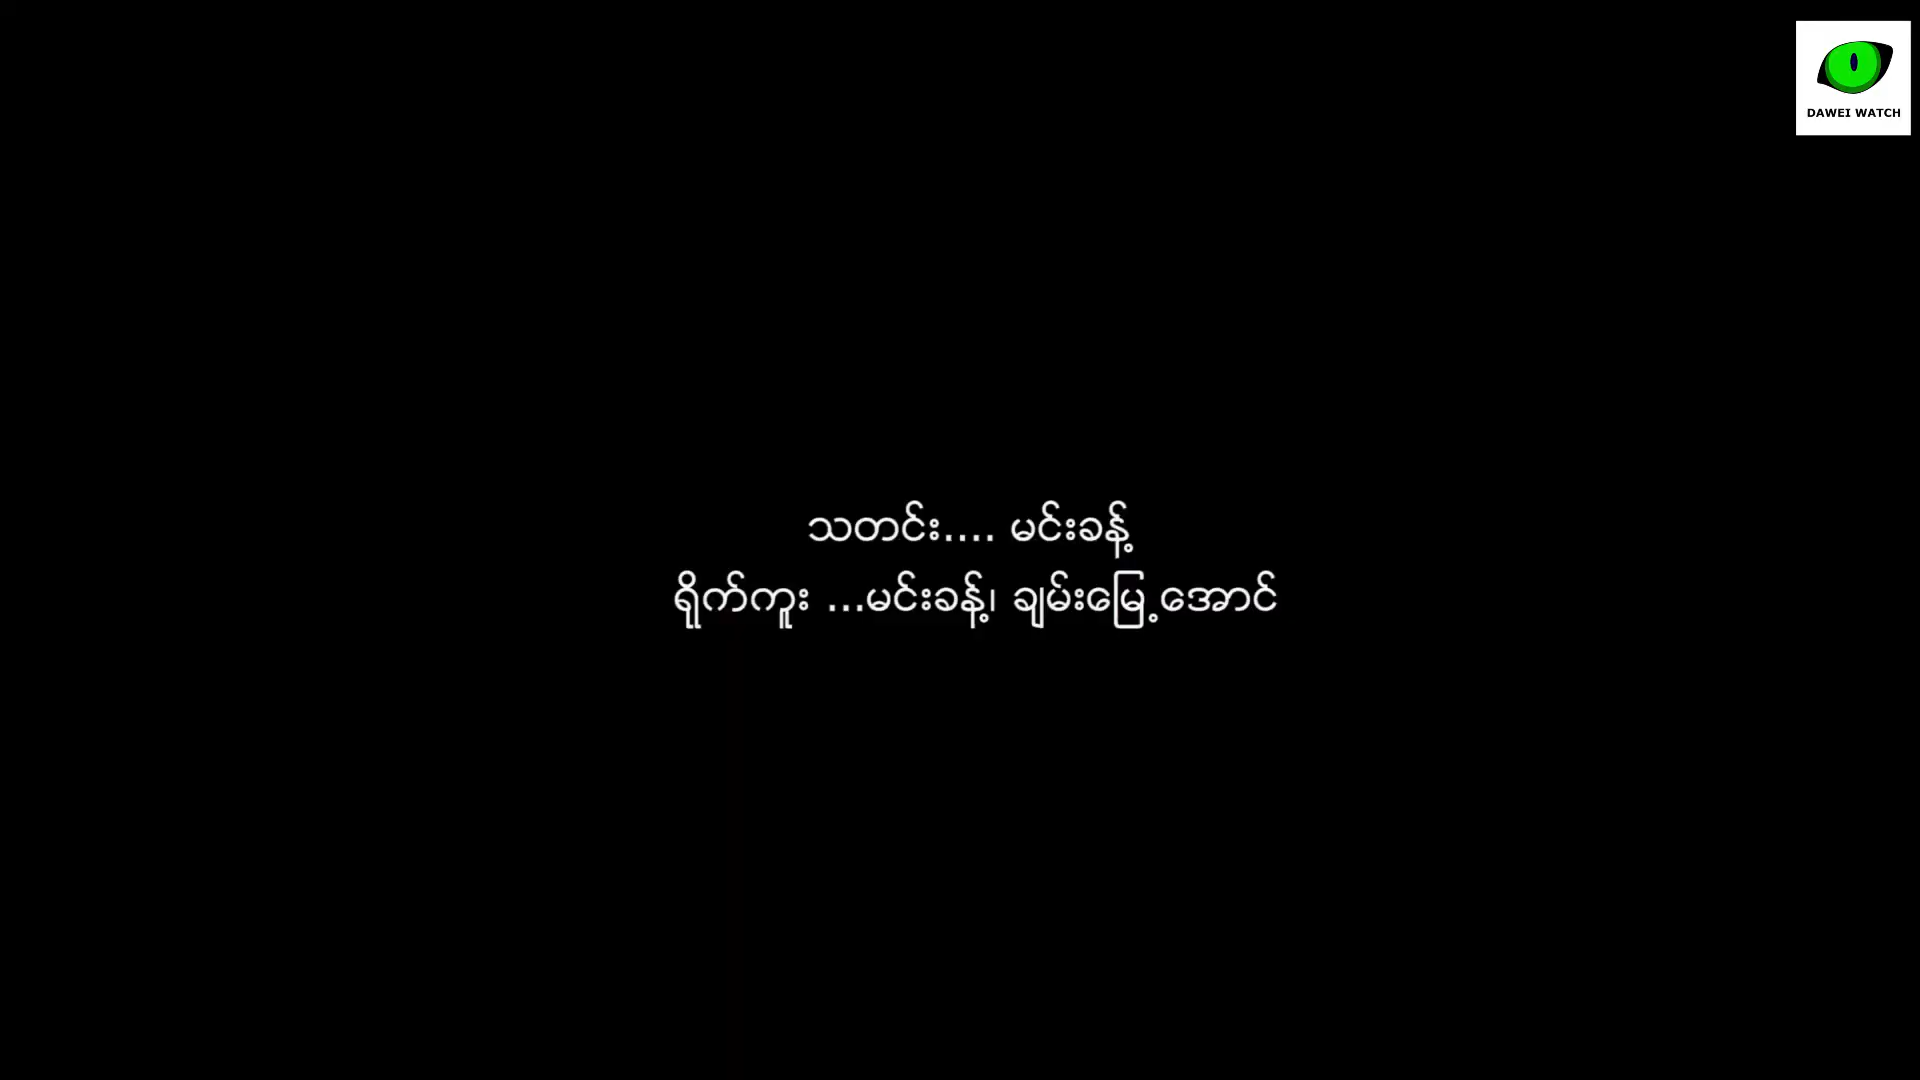 DAWEI WATCH
သတင်း.... မင်းခန့်
ရိုက်ကူး ...မင်းခန့်၊ ချမ်းမြေ့အောင်